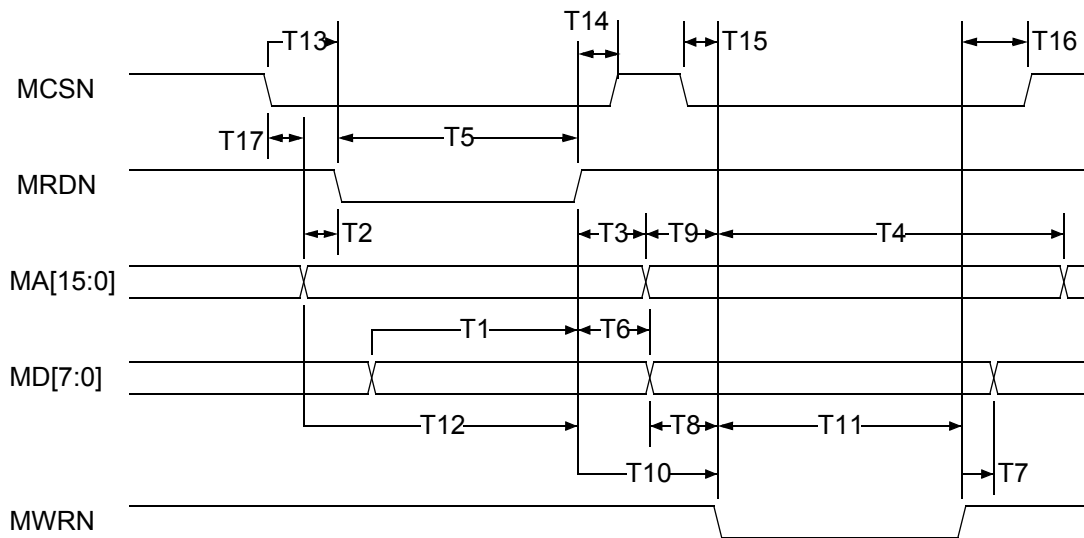 T14
T13
T15
T16
MCSN
T17
T5
MRDN
T2
T3
T9
T4
MA[15:0]
T1
T6
MD[7:0]
T12
T8
T11
T10
T7
MWRN